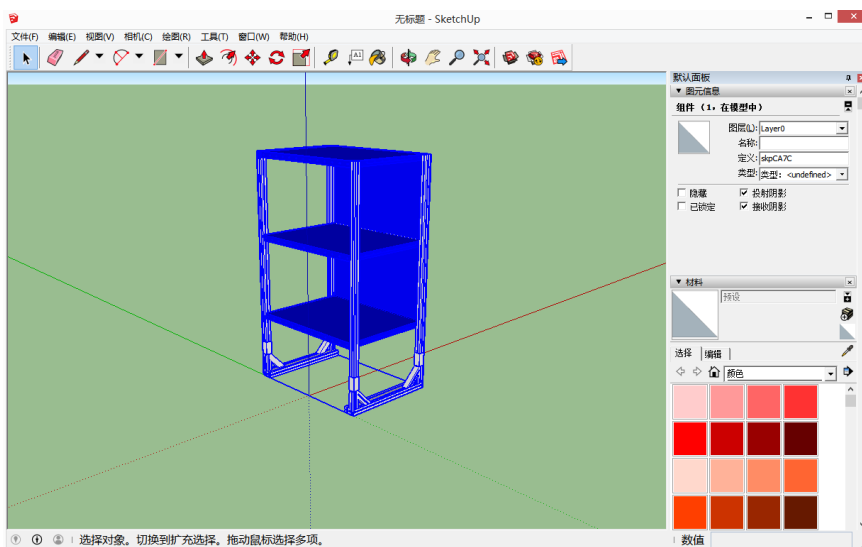 无标题 - SketchUp
文件(F) 编辑(E) 视图(V) 相机(C) 绘图(R) 工具(T) 窗口(W) 帮助(H)
A1
默认面板
▼ 图元信息
组件 (1, 在模型中)
图层(L): Layer0
名称:
定义: skpCA7C
类型: 类型: <undefined>
隐藏 投射阴影
已锁定 接收阴影
▼ 材料
预设
选择 编辑
颜色
选择对象。切换到扩充选择。拖动鼠标选择多项。
数值